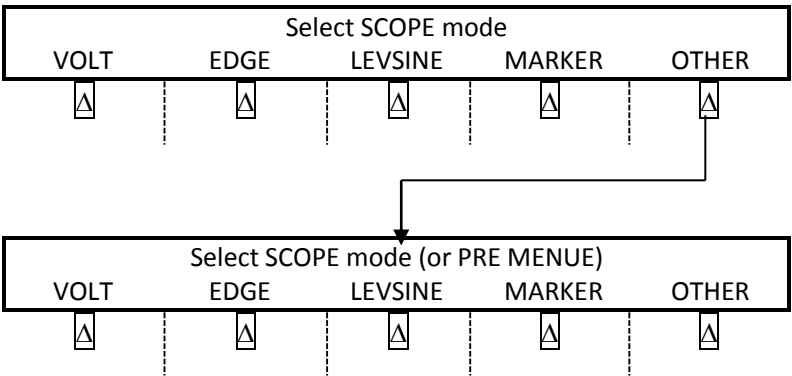 Select SCOPE mode
VOLT EDGE LEVSINE MARKER OTHER
Δ Δ Δ Δ Δ
Select SCOPE mode (or PRE MENUE)
VOLT EDGE LEVSINE MARKER OTHER
Δ Δ Δ Δ Δ